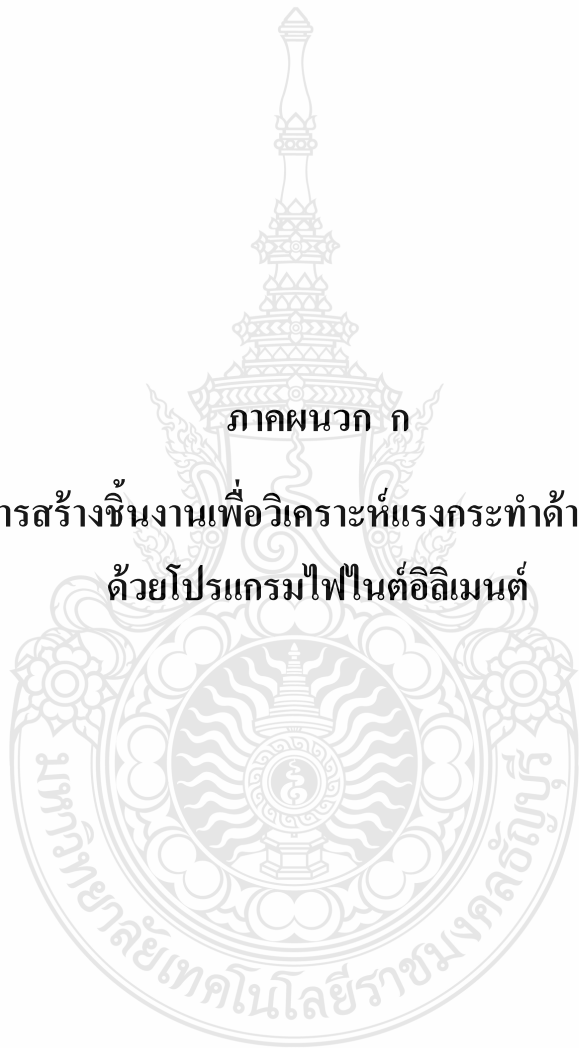 ภาคผนวก ก
ารสร้างชิ้นงานเพื่อวิเคราะห์แรงกระทำด้า
ด้วยโปรแกรมไฟไนต์อิลิเมนต์
มหาวิทยาลัยเทคโนโลยีราชมงคลธัญบุรี